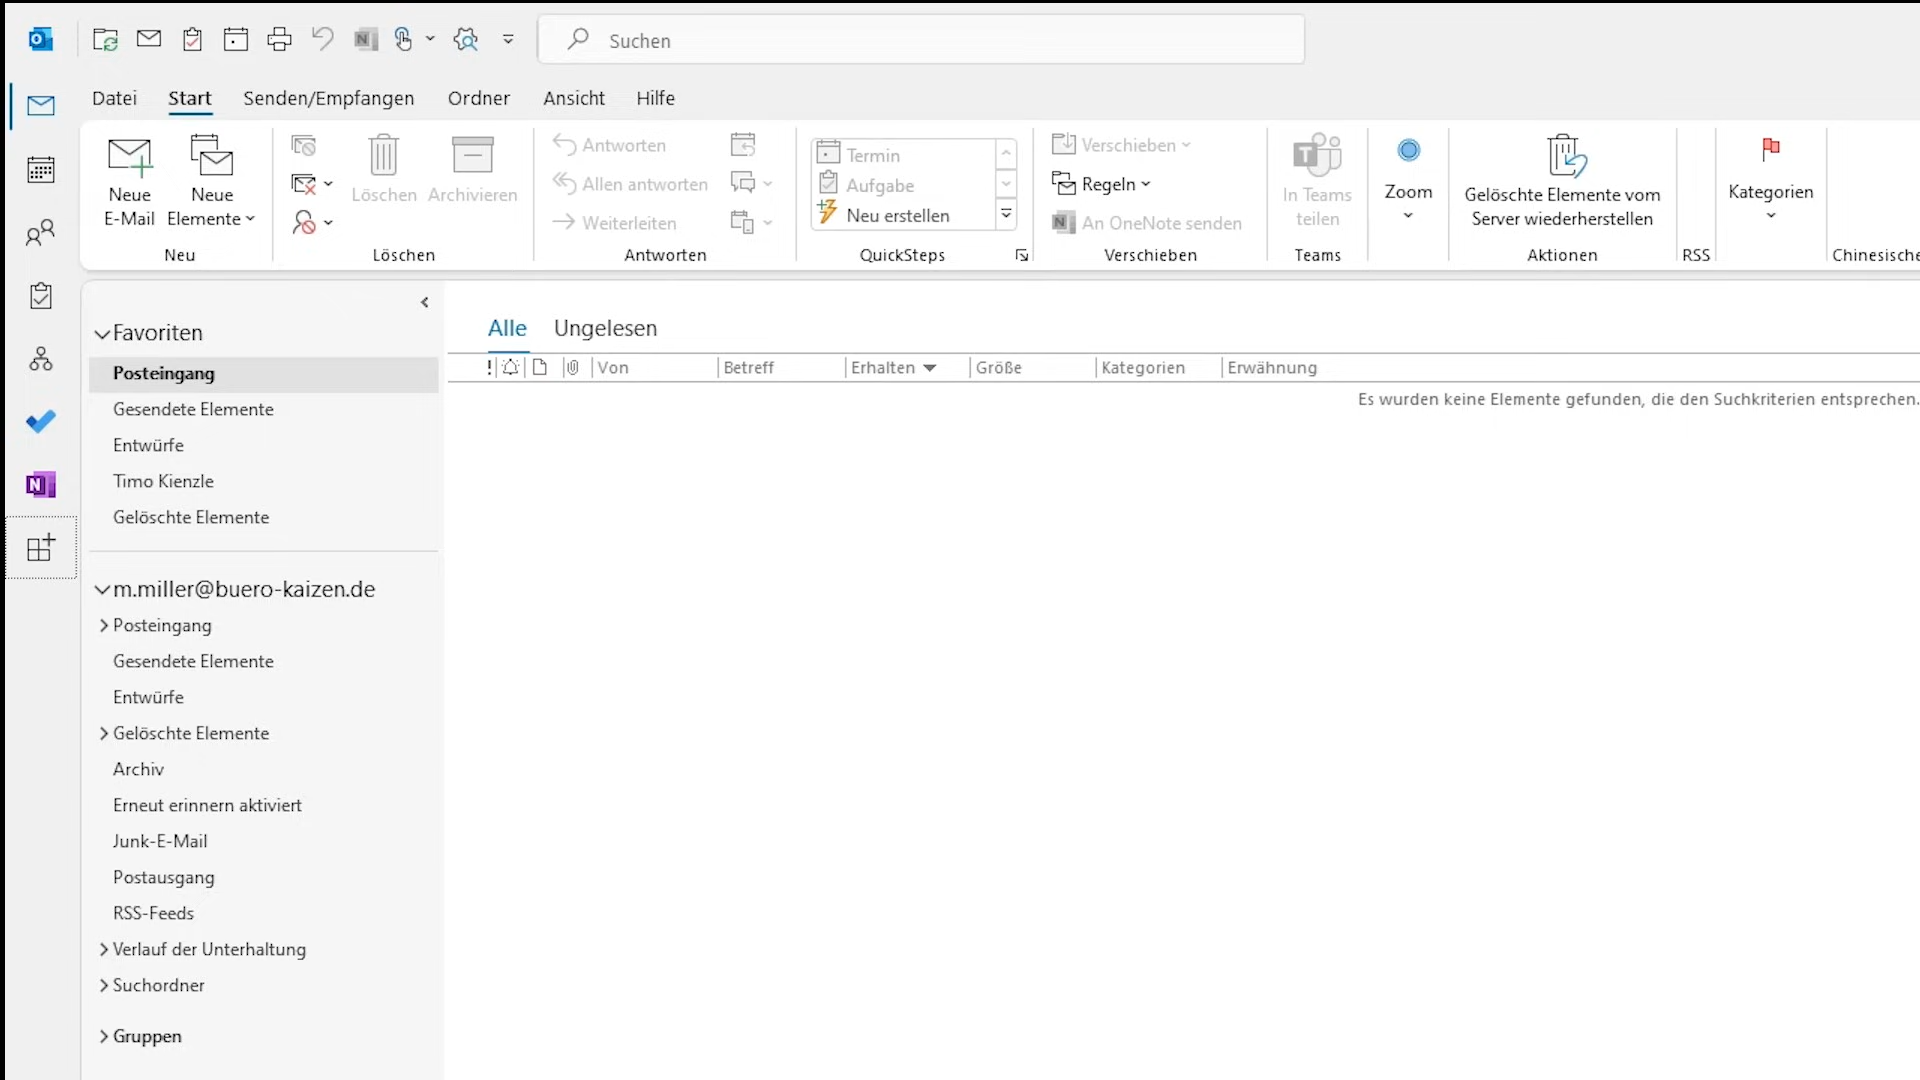 Suchen
Datei Start Senden/Empfangen Ordner Ansicht Hilfe
Neue E-Mail
Neue Elemente
Neu
Löschen
Archivieren
Löschen
Antworten
Allen antworten
Weiterleiten
Antworten
Termin
Aufgabe
Neu erstellen
QuickSteps
Verschieben
Regeln
An OneNote senden
Verschieben
In Teams
teilen
Teams
Zoom
Gelöschte Elemente vom
Server wiederherstellen
Aktionen
RSS
Kategorien
Chinesische
Favoriten
Posteingang
Gesendete Elemente
Entwürfe
Timo Kienzle
Gelöschte Elemente
m.miller@buero-kaizen.de
Posteingang
Gesendete Elemente
Entwürfe
Gelöschte Elemente
Archiv
Erneut erinnern aktiviert
Junk-E-Mail
Postausgang
RSS-Feeds
Verlauf der Unterhaltung
Suchordner
Gruppen
Alle Ungelesen
! Von Betreff Erhalten Größe Kategorien Erwähnung
Es wurden keine Elemente gefunden, die den Suchkriterien entsprechen.